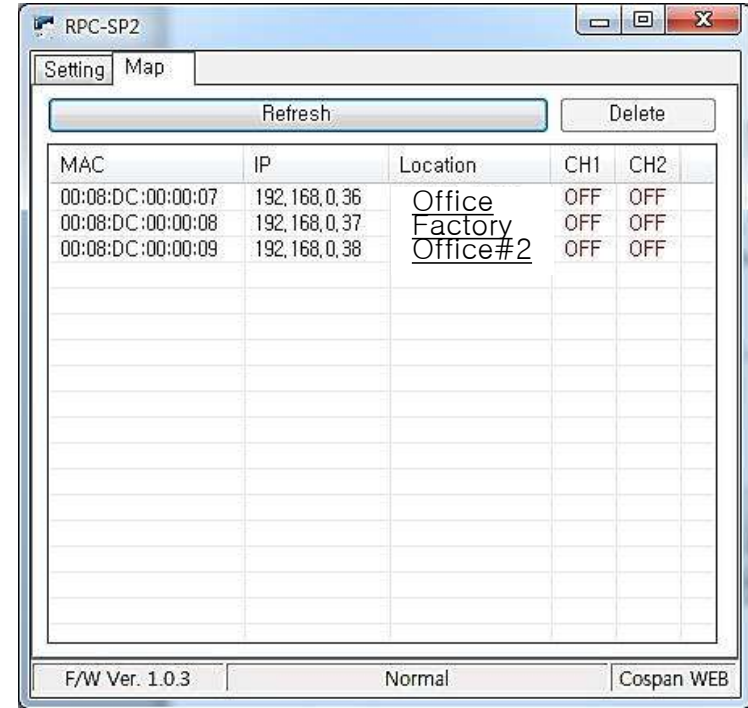 RPC-SP2
Setting Map
Refresh Delete
MAC IP Location CH1 CH2
00:08:DC:00:00:07 192,168,0,36 Office OFF OFF
00:08:DC:00:00:08 192,168,0,37 Factory OFF OFF
00:08:DC:00:00:09 192,168,0,38 Office#2 OFF OFF
F/W Ver. 1.0.3 Normal Cospan WEB